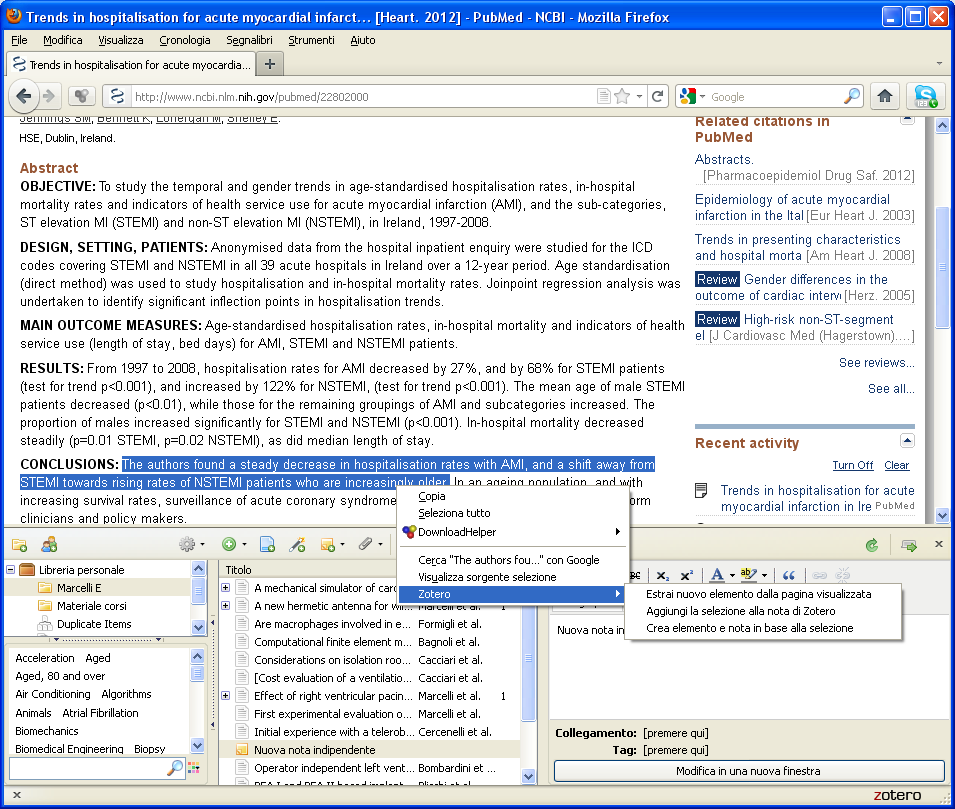 Trends in hospitalisation for acute myocardial infarct... [Heart. 2012] - PubMed - NCBI - Mozilla Firefox
File Modifica Visualizza Cronologia Segnalibri Strumenti Aiuto
Trends in hospitalisation for acute myocardia...
http://www.ncbi.nlm.nih.gov/pubmed/22802000
Google
Jennings SM, Bennett K, Lonergan M, Shelley E.
HSE, Dublin, Ireland.
Abstract
OBJECTIVE: To study the temporal and gender trends in age-standardised hospitalisation rates, in-hospital
mortality rates and indicators of health service use for acute myocardial infarction (AMI), and the sub-categories,
ST elevation MI (STEMI) and non-ST elevation MI (NSTEMI), in Ireland, 1997-2008.
DESIGN, SETTING, PATIENTS: Anonymised data from the hospital inpatient enquiry were studied for the ICD
codes covering STEMI and NSTEMI in all 39 acute hospitals in Ireland over a 12-year period. Age standardisation
(direct method) was used to study hospitalisation and in-hospital mortality rates. Joinpoint regression analysis was
undertaken to identify significant inflection points in hospitalisation trends.
MAIN OUTCOME MEASURES: Age-standardised hospitalisation rates, in-hospital mortality and indicators of health
service use (length of stay, bed days) for AMI, STEMI and NSTEMI patients.
RESULTS: From 1997 to 2008, hospitalisation rates for AMI decreased by 27%, and by 68% for STEMI patients
(test for trend p<0.001), and increased by 122% for NSTEMI, (test for trend p<0.001). The mean age of male STEMI
patients decreased (p<0.01), while those for the remaining groupings of AMI and subcategories increased. The
proportion of males increased significantly for STEMI and NSTEMI (p<0.001). In-hospital mortality decreased
steadily (p=0.01 STEMI, p=0.02 NSTEMI), as did median length of stay.
CONCLUSIONS: The authors found a steady decrease in hospitalisation rates with AMI, and a shift away from
STEMI towards rising rates of NSTEMI patients who are increasingly older. In an ageing population, and with
increasing survival rates, surveillance of acute coronary syndrome
orm
clinicians and policy makers.
Related citations in
PubMed
Abstracts.
[Pharmacoepidemiol Drug Saf. 2012]
Epidemiology of acute myocardial
infarction in the Ital [Eur Heart J. 2003]
Trends in presenting characteristics
and hospital morta [Am Heart J. 2008]
Review Gender differences in the
outcome of cardiac interv [Herz. 2005]
Review High-risk non-ST-segment
el [J Cardiovasc Med (Hagerstown)....]
See reviews...
See all...
Recent activity
Turn Off Clear
Trends in hospitalisation for acute
myocardial infarction in Ire PubMed
Copia
Seleziona tutto
DownloadHelper
Cerca "The authors fou..." con Google
Visualizza sorgente selezione
Zotero
Estrai nuovo elemento dalla pagina visualizzata
Aggiungi la selezione alla nota di Zotero
Crea elemento e nota in base alla selezione
Libreria personale
Marcelli E
Materiale corsi
Duplicate Items
Acceleration Aged
Aged, 80 and over
Air Conditioning Algorithms
Animals Atrial Fibrillation
Biomechanics
Biomedical Engineering Biopsy
Titolo
A mechanical simulator of carc
A new hermetic antenna for wi
Are macrophages involved in e... Formigli et al.
Computational finite element m... Bagnoli et al.
Considerations on isolation roo... Cacciari et al.
[Cost evaluation of a ventilatio... Cacciari et al.
Effect of right ventricular pacin... Marcelli et al. 1
First experimental evaluation o... Marcelli et al.
Initial experience with a telerob... Cercenelli et al.
Nuova nota indipendente
Operator independent left vent... Bombardini et ...
ABC
Nuova nota in
Collegamento: [premere qui]
Tag: [premere qui]
Modifica in una nuova finestra
zotero